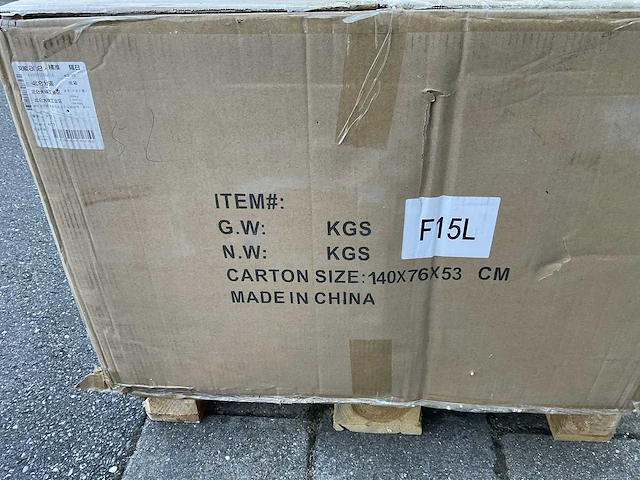 ITEM#:
G.W: KGS
N.W: KGS
F15L
CARTON SIZE:140X76X53 CM
MADE IN CHINA